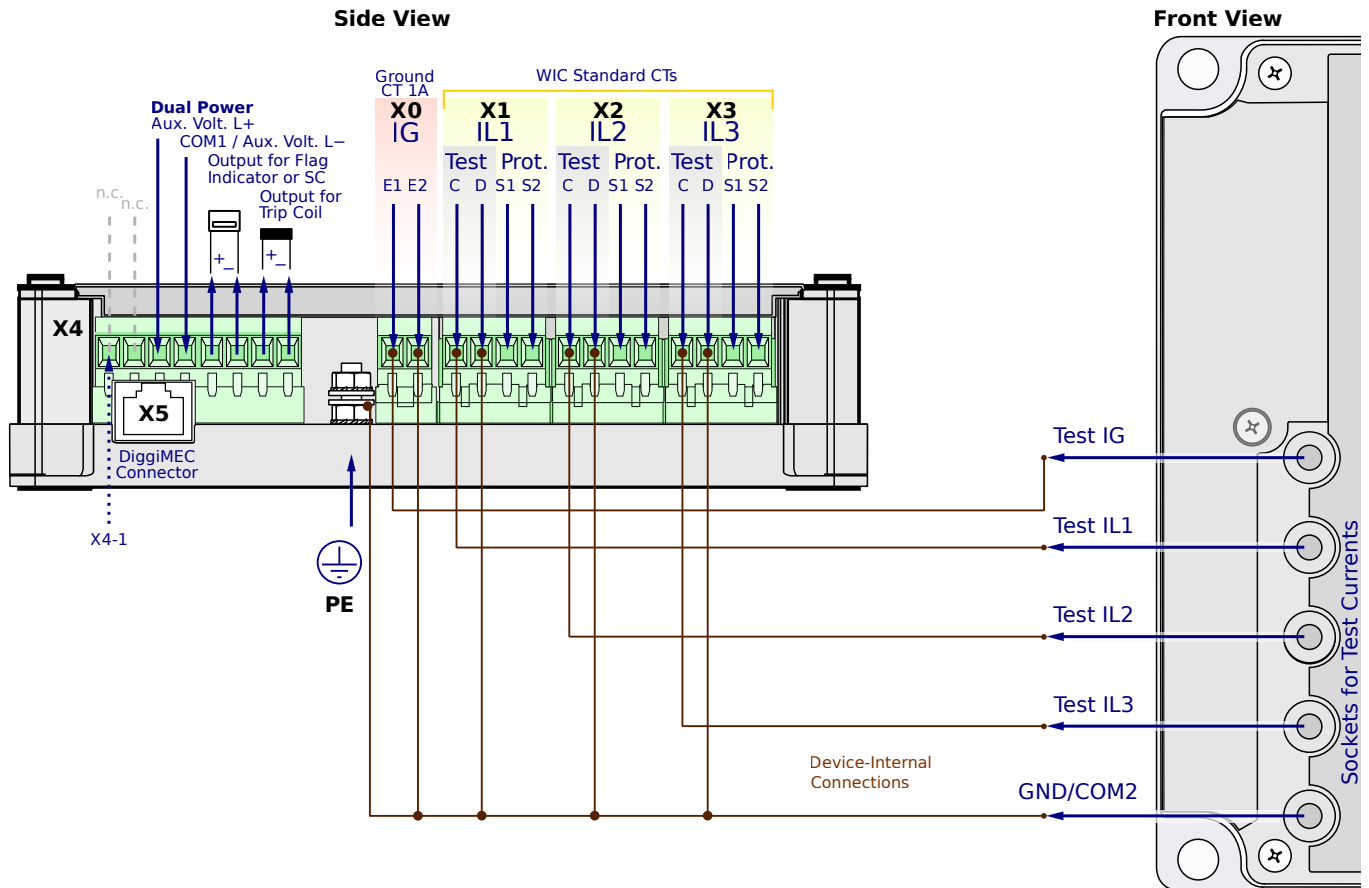 Side View
Front View
Ground
CT 1A
WIC Standard CTs
X0
IG
X1
IL1
X2
IL2
X3
IL3
Dual Power
Aux. Volt. L+
COM1 / Aux. Volt. L−
Output for Flag
Indicator or SC
Output for
Trip Coil
n.c.
n.c.
Test Prot.
Test Prot.
Test Prot.
E1 E2
C D S1 S2
C D S1 S2
C D S1 S2
+ −
+ −
X4
X5
DiggiMEC
Connector
X4-1
PE
Test IG
Test IL1
Test IL2
Test IL3
GND/COM2
Device-Internal
Connections
Sockets for Test Currents